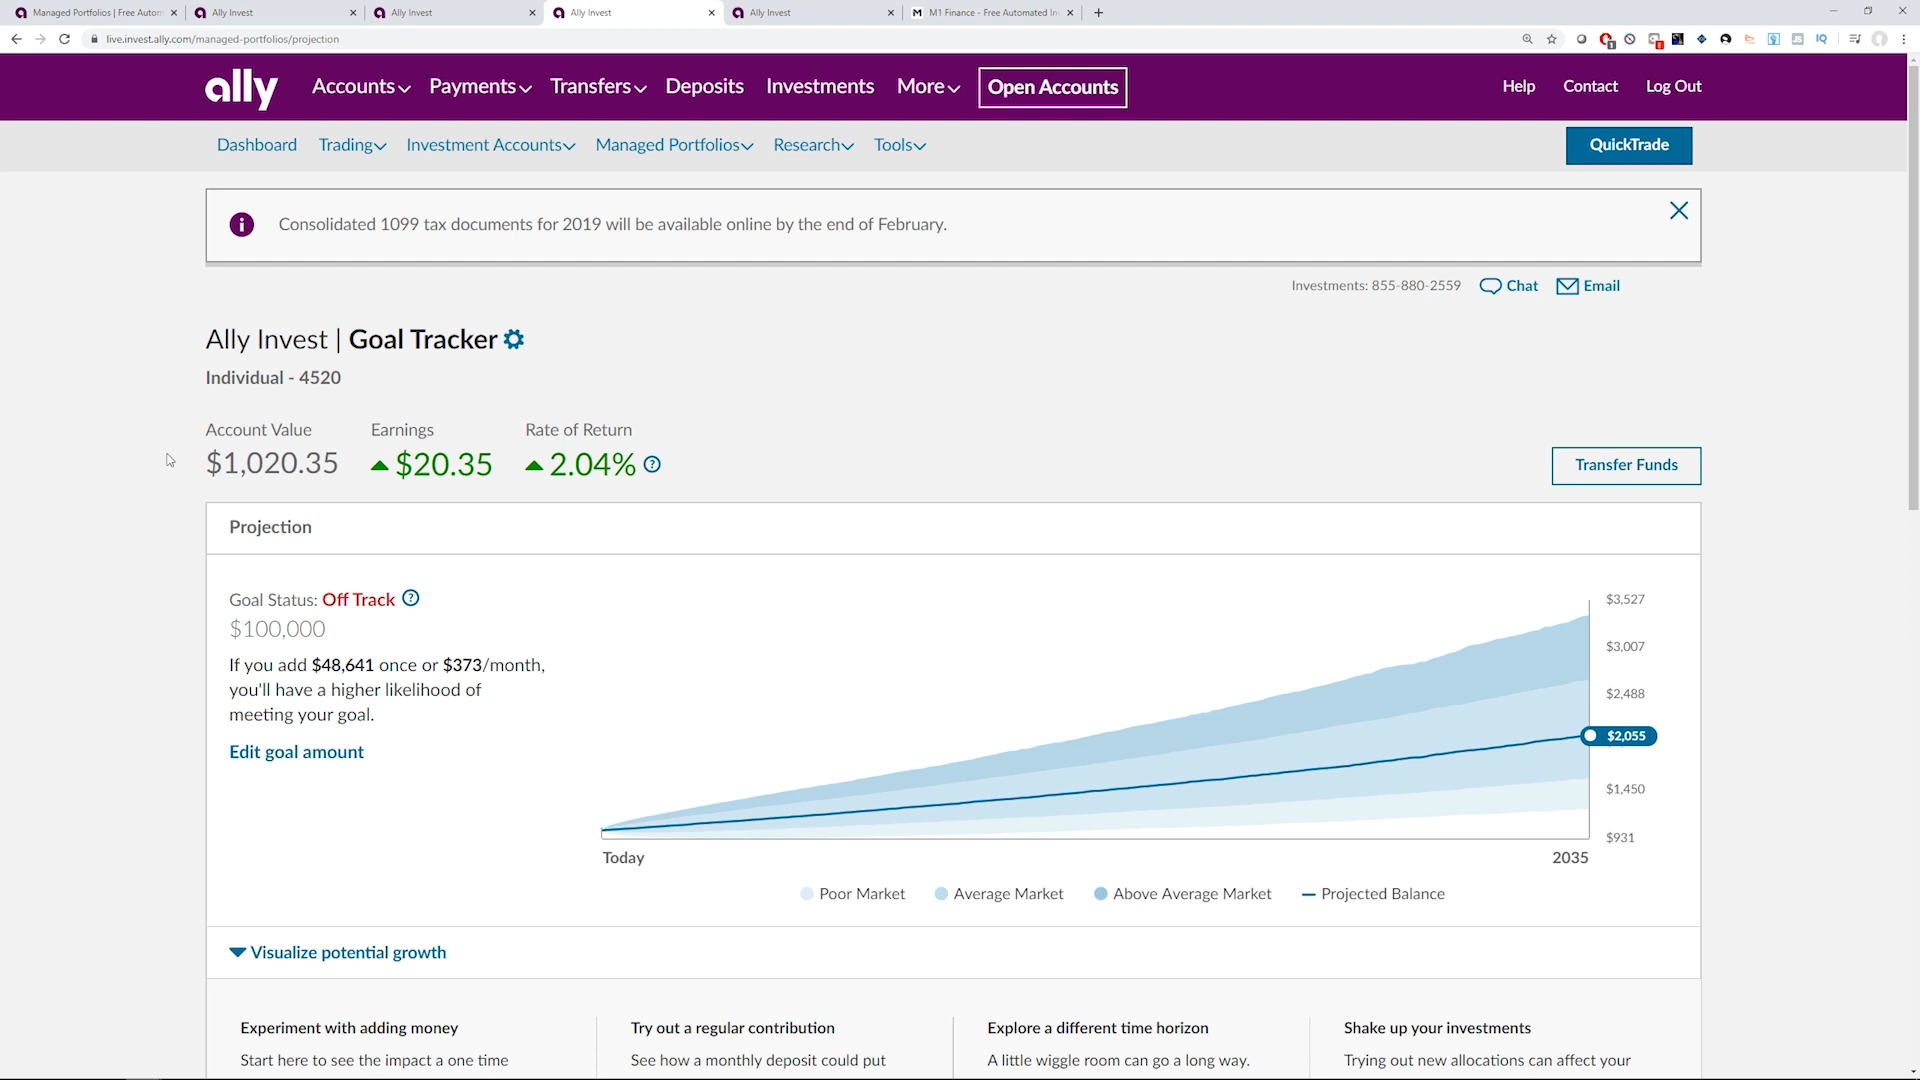 Managed Portfolios | Free Autom
Ally Invest
Ally Invest
Ally Invest
Ally Invest
M1 Finance - Free Automated In
live.invest.ally.com/managed-portfolios/projection
ally Accounts Payments Transfers Deposits Investments More Open Accounts Help Contact Log Out
Dashboard Trading Investment Accounts Managed Portfolios Research Tools QuickTrade
Consolidated 1099 tax documents for 2019 will be available online by the end of February.
Investments: 855-880-2559 Chat Email
Ally Invest | Goal Tracker
Individual - 4520
Account Value Earnings Rate of Return
$1,020.35 $20.35 2.04% ?
Transfer Funds
Projection
Goal Status: Off Track ?
$100,000
If you add $48,641 once or $373/month,
you'll have a higher likelihood of
meeting your goal.
Edit goal amount
$3,527
$3,007
$2,488
$2,055
$1,450
$931
Today 2035
Poor Market Average Market Above Average Market Projected Balance
Visualize potential growth
Experiment with adding money
Start here to see the impact a one time
Try out a regular contribution
See how a monthly deposit could put
Explore a different time horizon
A little wiggle room can go a long way.
Shake up your investments
Trying out new allocations can affect your